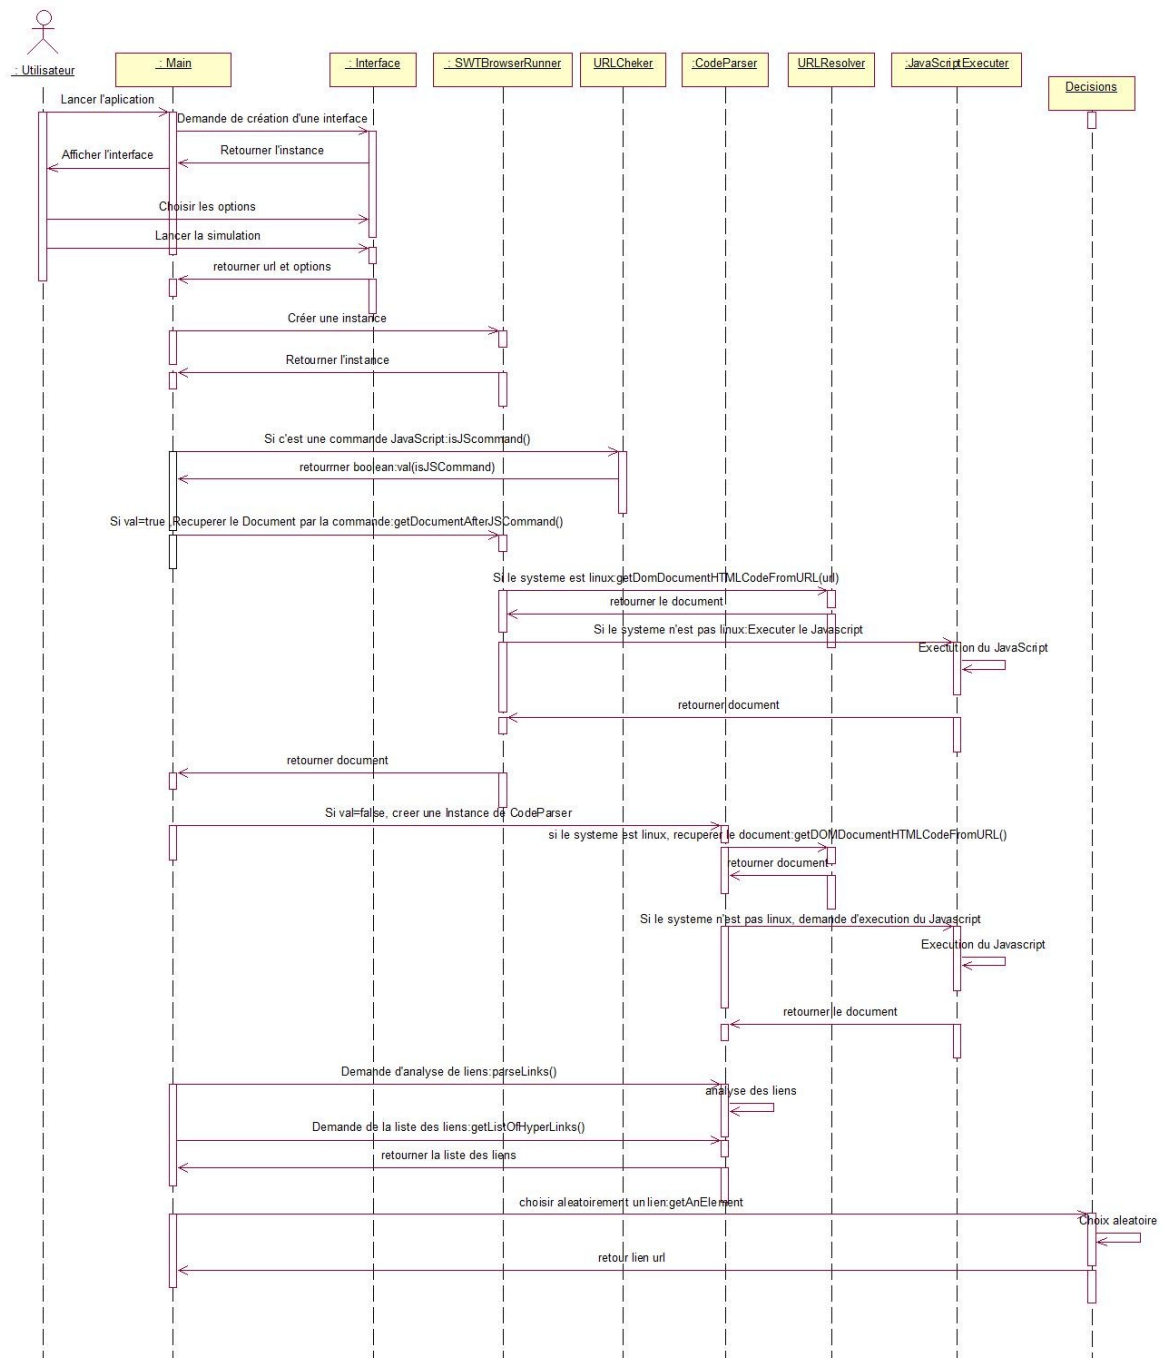 _: Utilisateur
_: Main
_: Interface
_: SWTBrowserRunner
URLCheker
:CodeParser
URLResolver
:JavaScriptExecuter
Decisions
Lancer l'aplication
Demande de création d'une interface
Retourner l'instance
Afficher l'interface
Choisir les options
Lancer la simulation
retourner url et options
Créer une instance
Retourner l'instance
Si c'est une commande JavaScript:isJScommand()
retourrner boolean:val(isJSCommand)
Si val=true ,Recuperer le Document par la commande:getDocumentAfterJSCommand()
Si le systeme est linux:getDomDocumentHTMLCodeFromURL(url)
retourner le document
Si le systeme n'est pas linux:Executer le Javascript
Exectution du JavaScript
retourner document
retourner document
Si val=false, creer une Instance de CodeParser
si le systeme est linux, recuperer le document:getDOMDocumentHTMLCodeFromURL()
retourner document
Si le systeme n'est pas linux, demande d'execution du Javascript
Execution du Javascript
retourner le document
Demande d'analyse de liens:parseLinks()
analyse des liens
Demande de la liste des liens:getListOfHyperLinks()
retourner la liste des liens
choisir aleatoirement un lien:getAnElement
Choix aleatoire
retour lien url